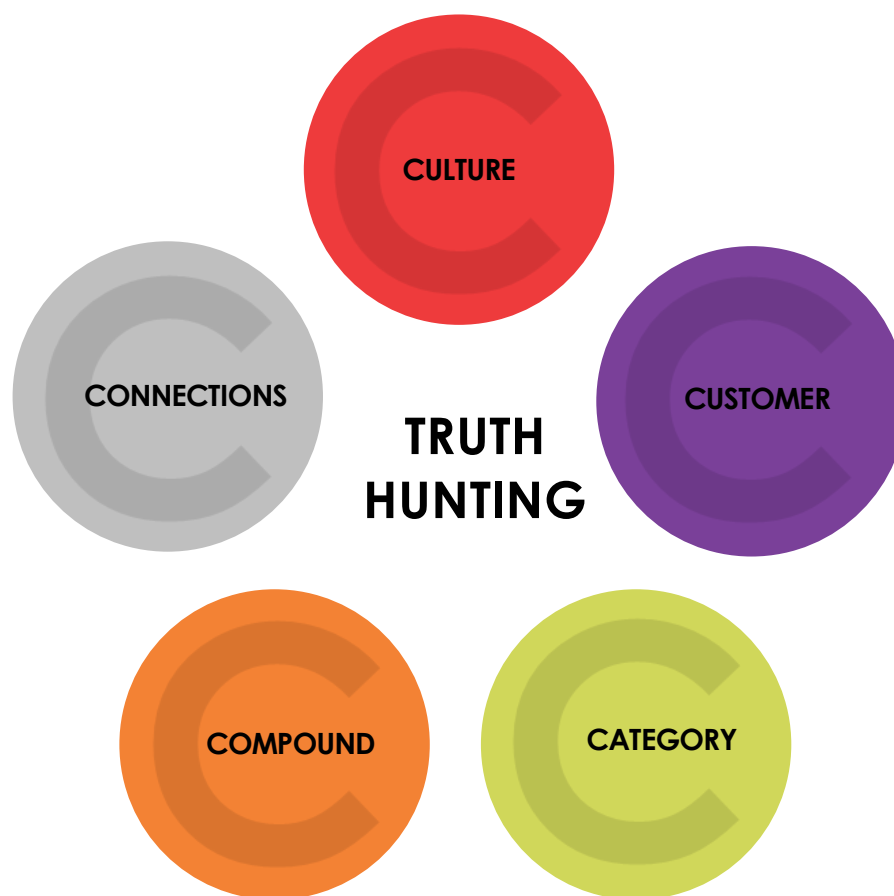 CULTURE
CONNECTIONS
CUSTOMER
TRUTH
HUNTING
COMPOUND
CATEGORY